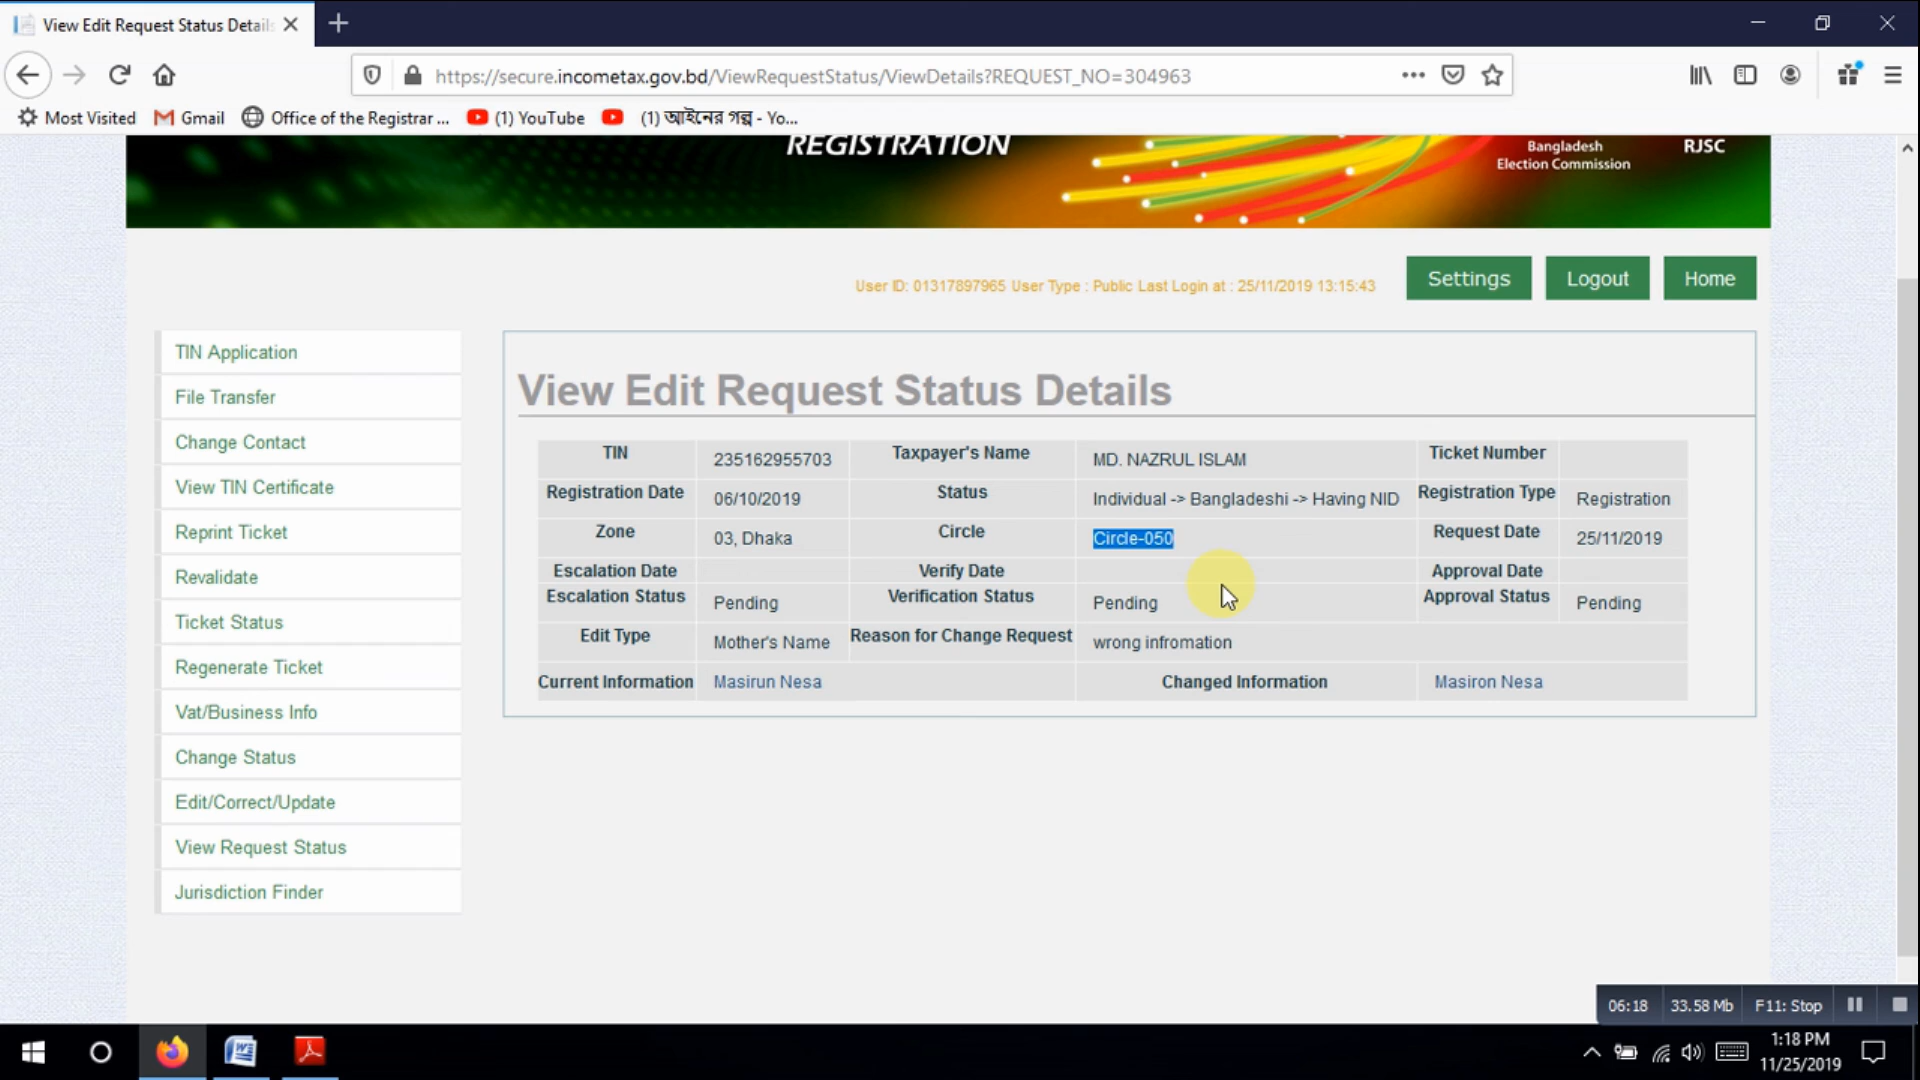 View Edit Request Status Details
https://secure.incometax.gov.bd/ViewRequestStatus/ViewDetails?REQUEST_NO=304963
Most Visited Gmail Office of the Registrar ... (1) YouTube (1) আইনের গল্প - Yo...
REGISTRATION
Bangladesh
Election Commission
RJSC
User ID: 01317897965 User Type : Public Last Login at : 25/11/2019 13:15:43
Settings Logout Home
TIN Application
File Transfer
Change Contact
View TIN Certificate
Reprint Ticket
Revalidate
Ticket Status
Regenerate Ticket
Vat/Business Info
Change Status
Edit/Correct/Update
View Request Status
Jurisdiction Finder
View Edit Request Status Details
TIN 235162955703 Taxpayer's Name MD. NAZRUL ISLAM Ticket Number
Registration Date 06/10/2019 Status Individual -> Bangladeshi -> Having NID Registration Type Registration
Zone 03, Dhaka Circle Circle-050 Request Date 25/11/2019
Escalation Date Verify Date Approval Date
Escalation Status Pending Verification Status Pending Approval Status Pending
Edit Type Mother's Name Reason for Change Request wrong infromation
Current Information Masirun Nesa Changed Information Masiron Nesa
06:18 33.58 Mb F11: Stop
1:18 PM
11/25/2019